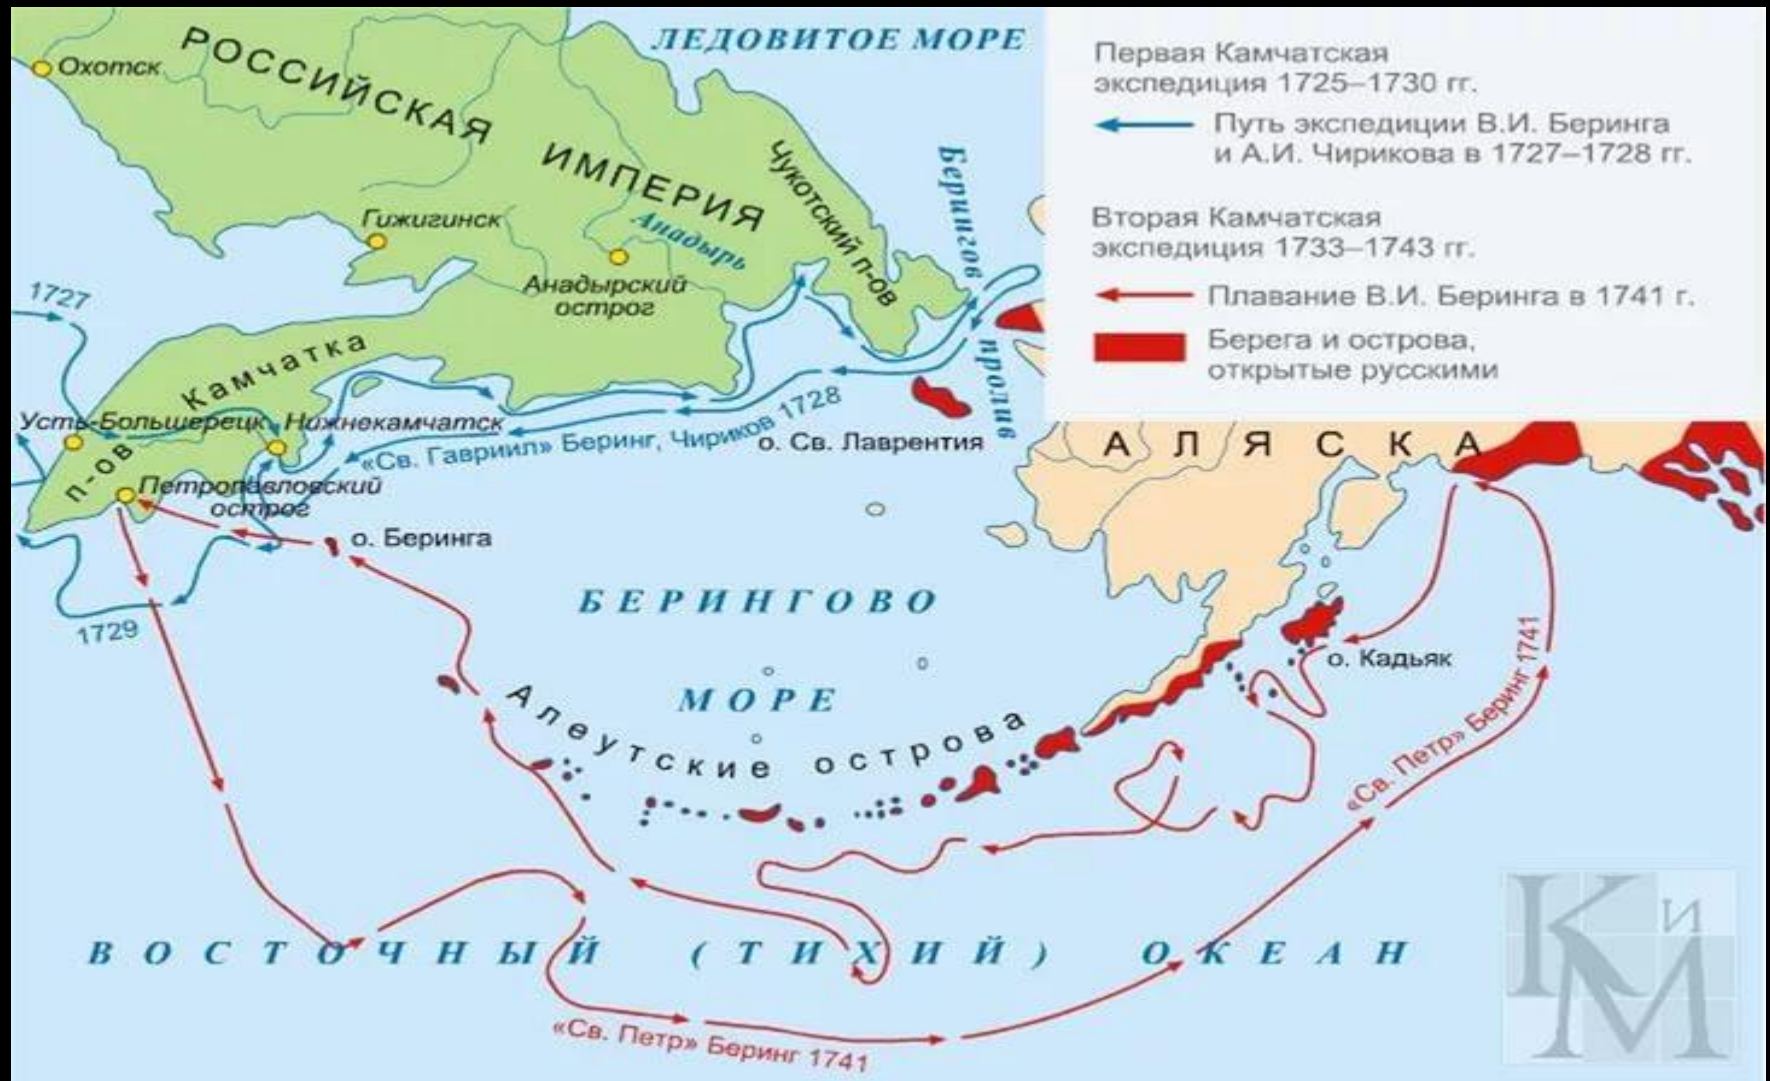 ЛЕДОВИТОЕ МОРЕ
Охотск
РОССИЙСКАЯ
ИМПЕРИЯ
Чукотский п-ов
Берингов
пролив
Гижигинск
Анадырь
Анадырский
острог
1727
п-ов Камчатка
Усть-Большерецк
Нижнекамчатск
«Св. Гавриил» Беринг, Чириков 1728
о. Св. Лаврентия
АЛЯСКА
Петропавловский
острог
о. Беринга
1729
БЕРИНГОВО
МОРЕ
о. Кадьяк
Алеутские острова
«Св. Петр» Беринг 1741
ВОСТОЧНЫЙ (ТИХИЙ) ОКЕАН
«Св. Петр» Беринг 1741
Первая Камчатская
экспедиция 1725–1730 гг.
Путь экспедиции В.И. Беринга
и А.И. Чирикова в 1727–1728 гг.
Вторая Камчатская
экспедиция 1733–1743 гг.
Плавание В.И. Беринга в 1741 г.
Берега и острова,
открытые русскими
КиМ